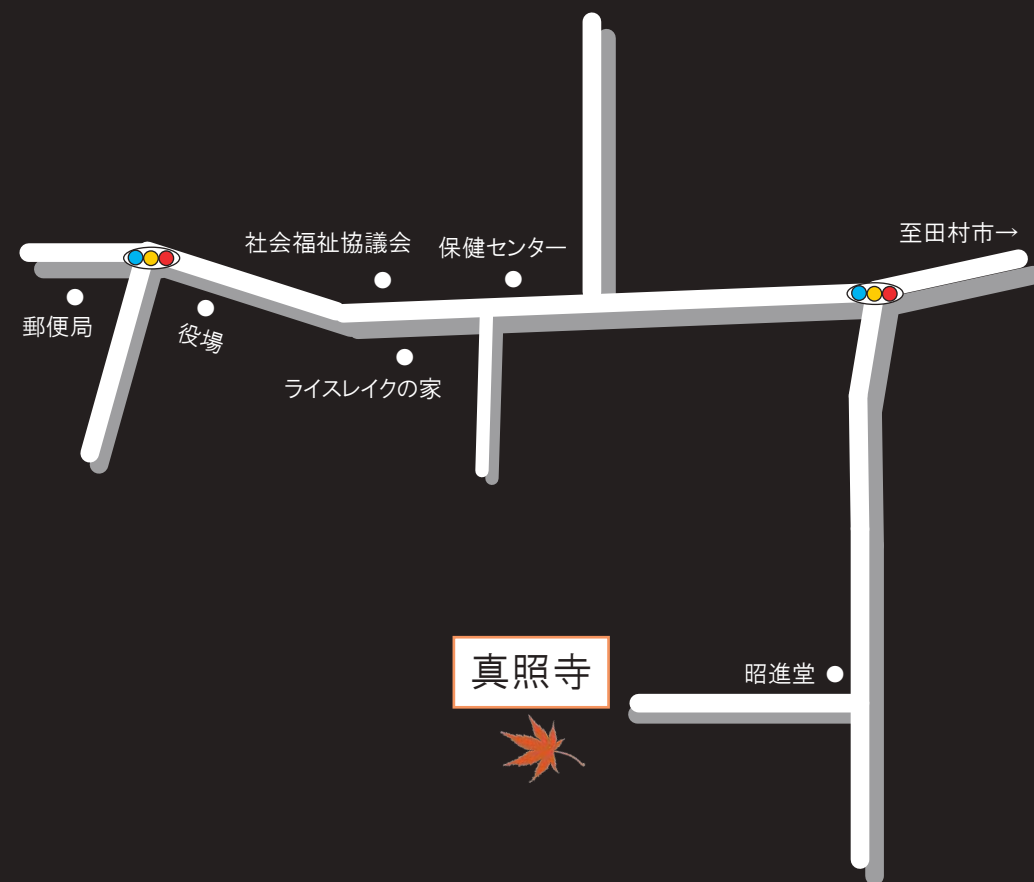 至田村市→
社会福祉協議会
保健センター
郵便局
役場
ライスレイクの家
真照寺
昭進堂